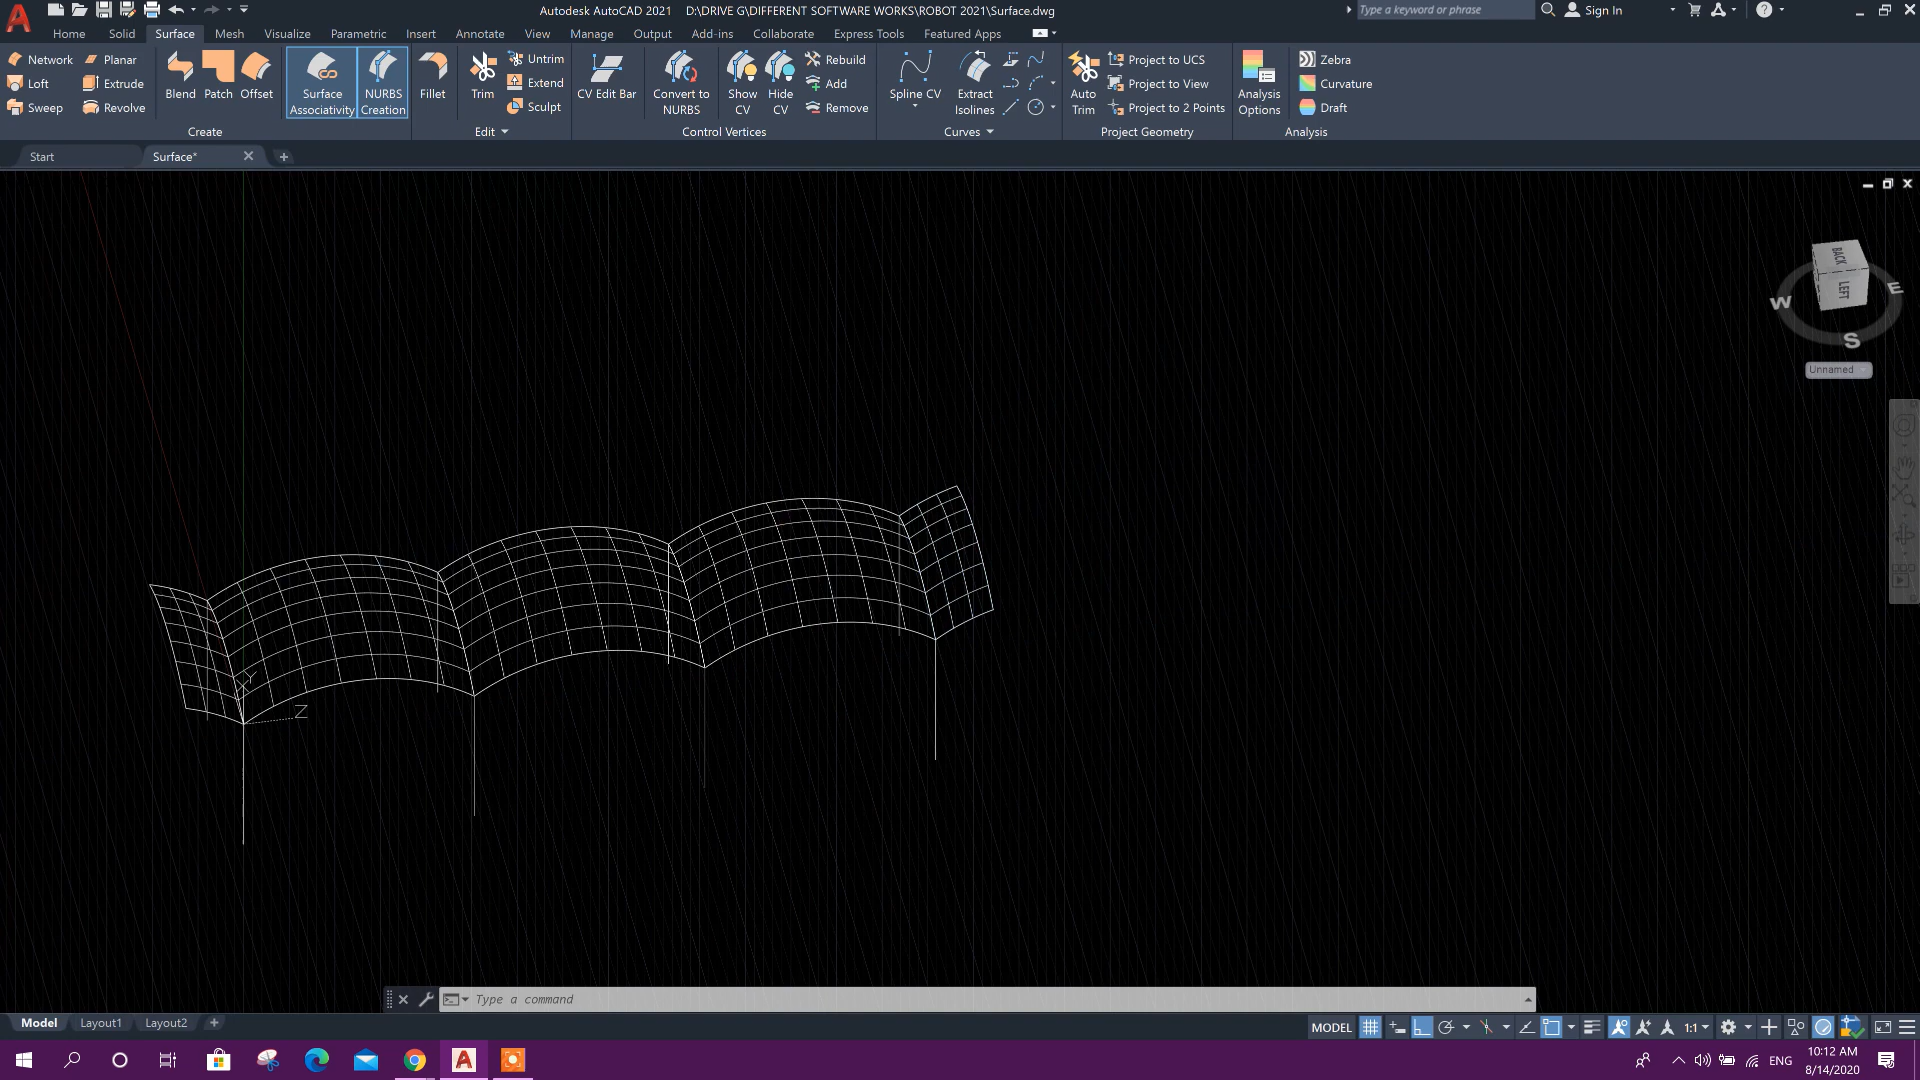 Autodesk AutoCAD 2021 D:\DRIVE G\DIFFERENT SOFTWARE WORKS\ROBOT 2021\Surface.dwg
Type a keyword or phrase
Sign In
Home Solid Surface Mesh Visualize Parametric Insert Annotate View Manage Output Add-ins Collaborate Express Tools Featured Apps
Network Planar
Loft Extrude
Sweep Revolve
Blend Patch Offset
Surface Associativity
NURBS Creation
Fillet
Trim
Untrim
Extend
Sculpt
CV Edit Bar
Convert to NURBS
Show CV
Hide CV
Rebuild
Add
Remove
Spline CV
Extract Isolines
Auto Trim
Project to UCS
Project to View
Project to 2 Points
Analysis Options
Zebra
Curvature
Draft
Create Edit Control Vertices Curves Project Geometry Analysis
Start Surface*
BACK
LEFT
W E
S
Unnamed
Y
X
Z
Type a command
Model Layout1 Layout2
MODEL 1:1
ENG
10:12 AM
8/14/2020